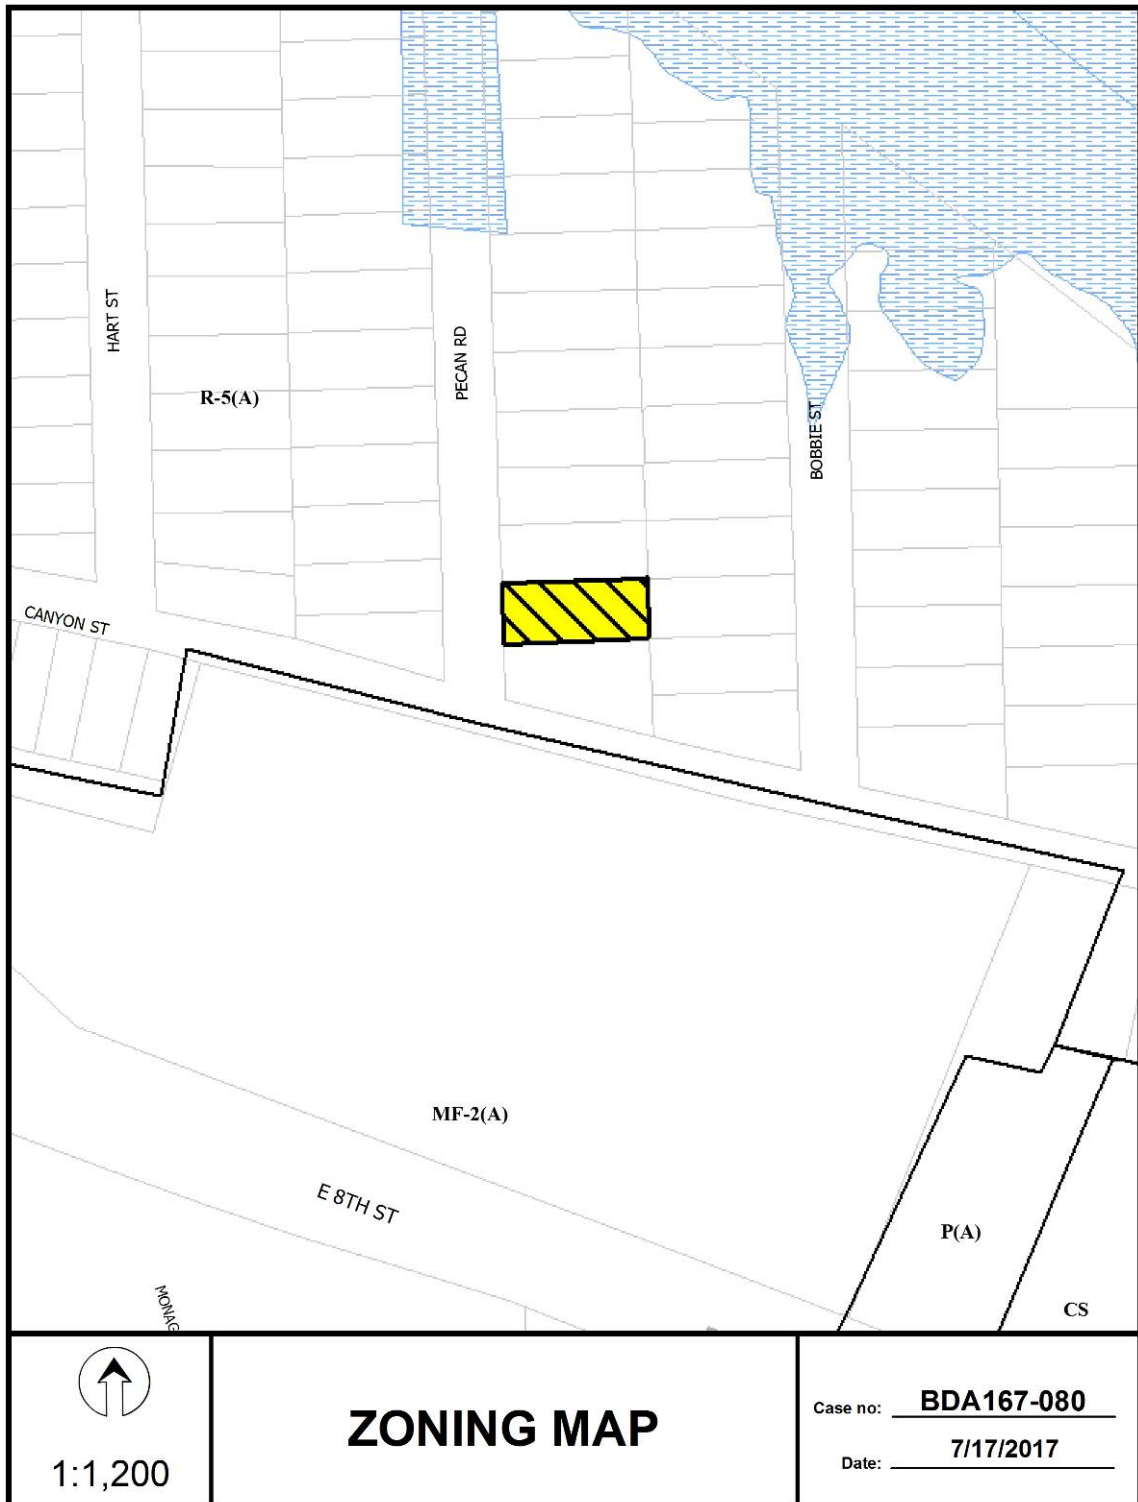 HART ST
PECAN RD
R-5(A)
BOBBIE ST
CANYON ST
MF-2(A)
E 8TH ST
P(A)
MONAG
CS
1:1,200
ZONING MAP
Case no: BDA167-080
Date: 7/17/2017